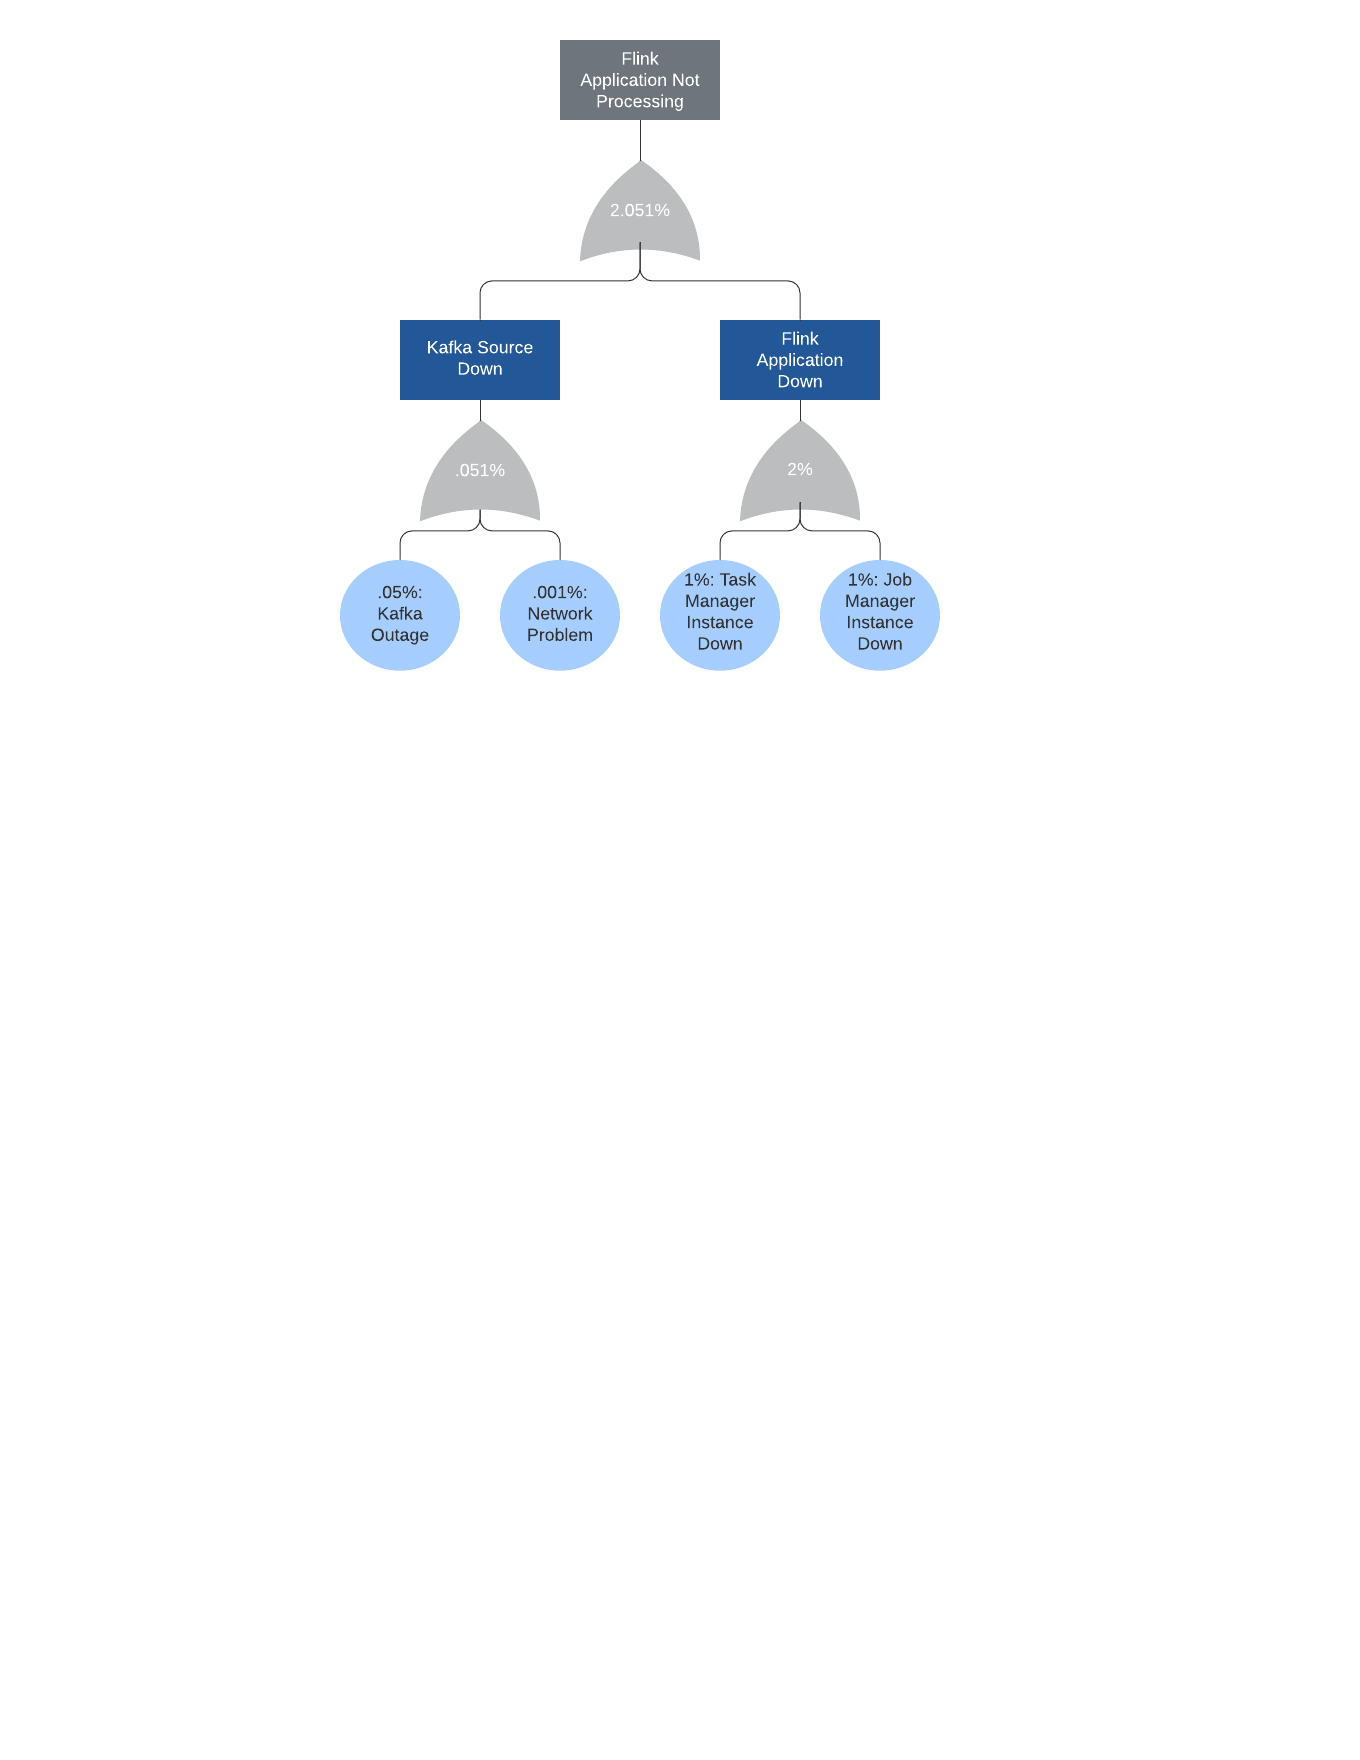 Flink
Application Not
Processing
2.051%
Kafka Source
Down
Flink
Application
Down
.051%
2%
.05%:
Kafka
Outage
.001%:
Network
Problem
1%: Task
Manager
Instance
Down
1%: Job
Manager
Instance
Down